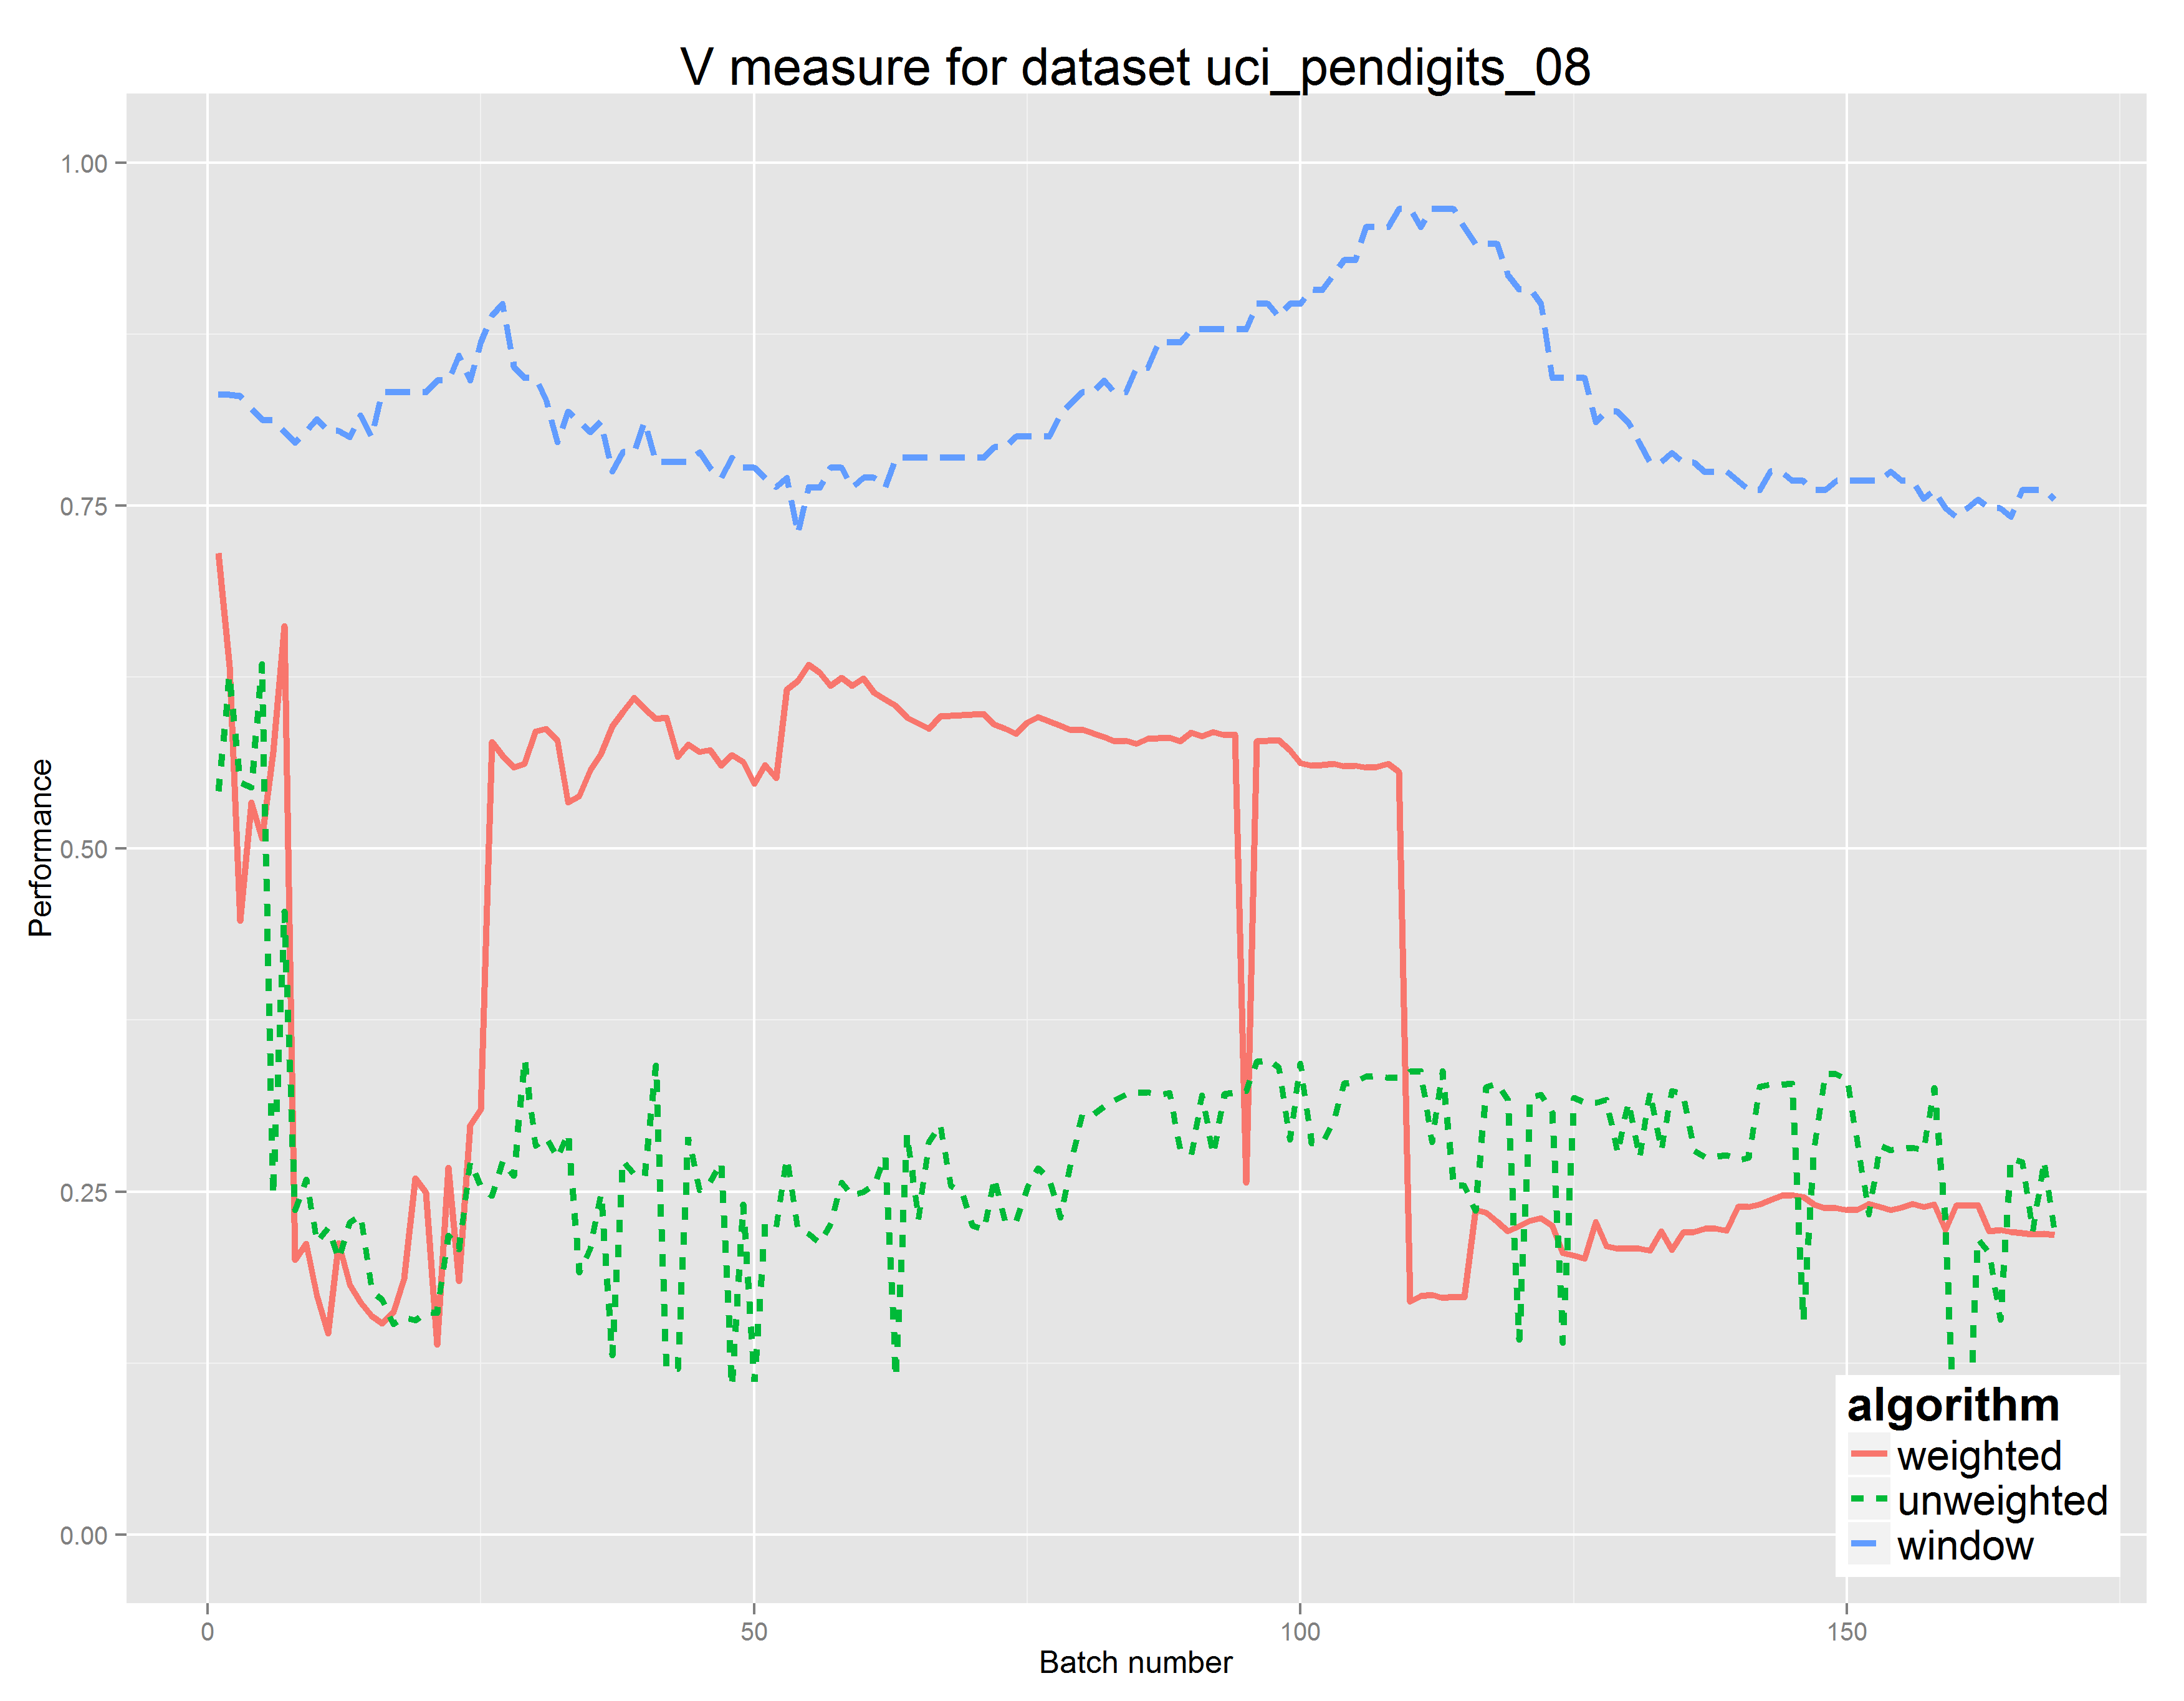 V measure for dataset uci_pendigits_08
1.00
0.75
0.50
0.25
0.00
Performance
0
50
100
150
Batch number
algorithm
weighted
unweighted
window